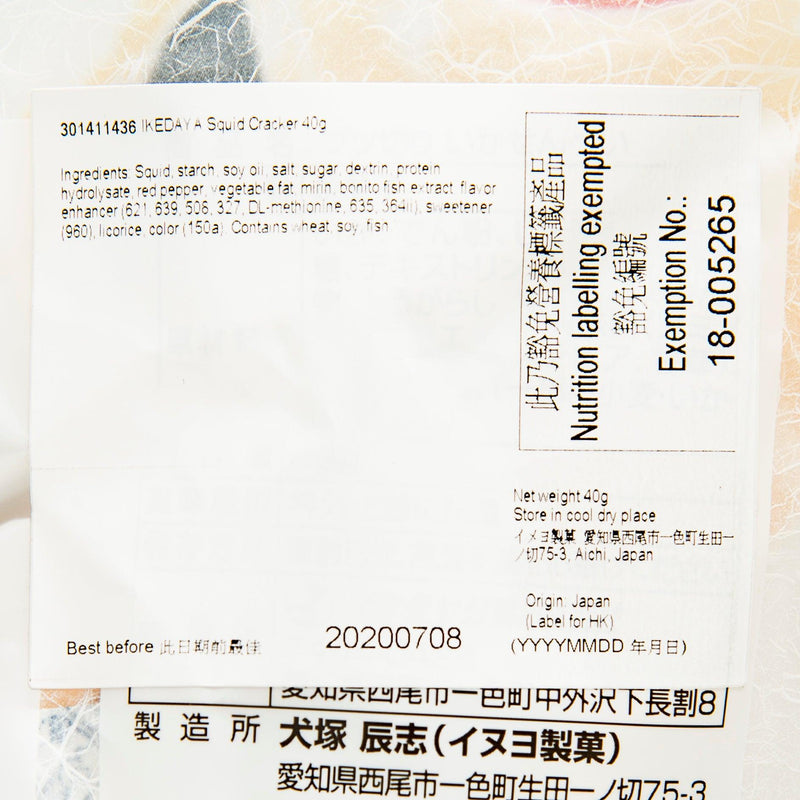 301411436 IKEDAYA Squid Cracker 40g
Ingredients: Squid, starch, soy oil, salt, sugar, dextrin, protein
hydrolysate, red pepper, vegetable fat, mirin, bonito fish extract, flavor
enhancer (621, 639, 508, 327, DL-methionine, 635, 364ii), sweetener
(960), licorice, color (150a). Contains wheat, soy, fish.
此乃豁免營養標籤產品
Nutrition labelling exempted
豁免編號
Exemption No.:
18-005265
Net weight 40g
Store in cool dry place
イメヨ製菓 愛知県西尾市一色町生田一
ノ切75-3, Aichi, Japan
Origin: Japan
(Label for HK)
Best before 此日期前最佳 20200708 (YYYYMMDD 年月日)
愛知県西尾市一色町中外沢下長割8
製造所 犬塚 辰志(イヌヨ製菓)
愛知県西尾市一色町生田一ノ切75-3